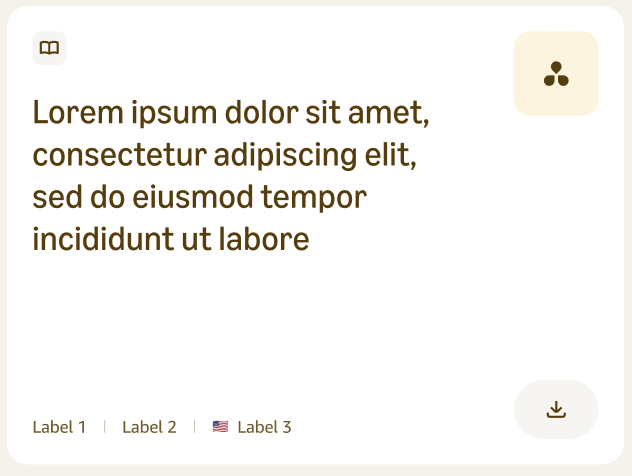 Lorem ipsum dolor sit amet,
consectetur adipiscing elit,
sed do eiusmod tempor
incididunt ut labore
Label 1
Label 2
Label 3